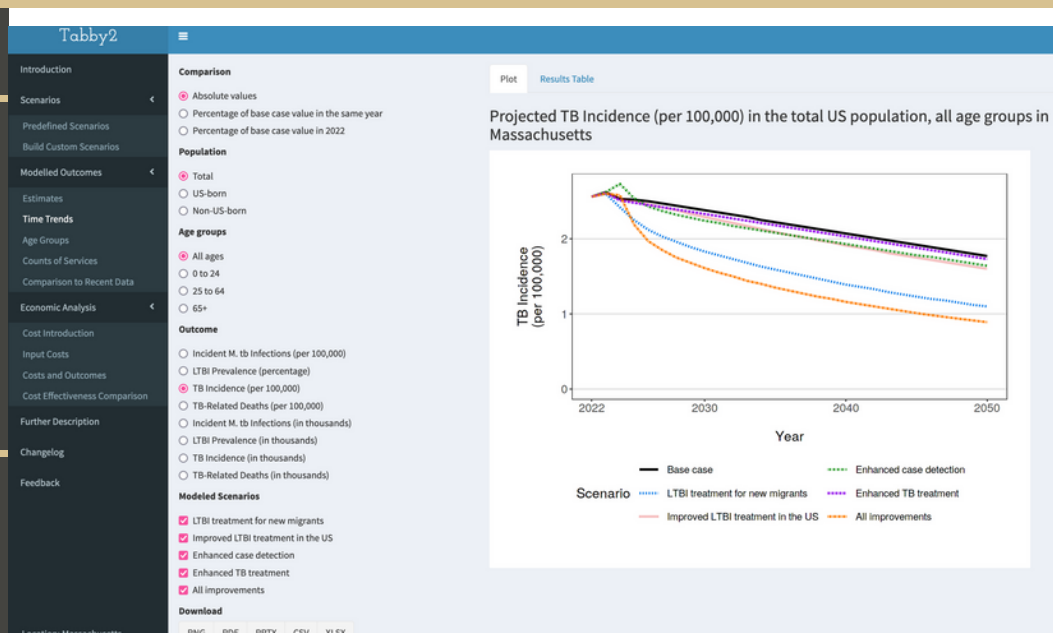 Tabby2
Introduction
Scenarios
Predefined Scenarios
Build Custom Scenarios
Modelled Outcomes
Estimates
Time Trends
Age Groups
Counts of Services
Comparison to Recent Data
Economic Analysis
Cost Introduction
Input Costs
Costs and Outcomes
Cost Effectiveness Comparison
Further Description
Changelog
Feedback
Location: Massachusetts
Comparison
Absolute values
Percentage of base case value in the same year
Percentage of base case value in 2022
Population
Total
US-born
Non-US-born
Age groups
All ages
0 to 24
25 to 64
65+
Outcome
Incident M. tb Infections (per 100,000)
LTBI Prevalence (percentage)
TB Incidence (per 100,000)
TB-Related Deaths (per 100,000)
Incident M. tb Infections (in thousands)
LTBI Prevalence (in thousands)
TB Incidence (in thousands)
TB-Related Deaths (in thousands)
Modeled Scenarios
LTBI treatment for new migrants
Improved LTBI treatment in the US
Enhanced case detection
Enhanced TB treatment
All improvements
Download
PNG PDF PPTX CSV XLSX
Plot Results Table
Projected TB Incidence (per 100,000) in the total US population, all age groups in
Massachusetts
TB Incidence
(per 100,000)
2
1
0
2022 2030 2040 2050
Year
Scenario
Base case
LTBI treatment for new migrants
Improved LTBI treatment in the US
Enhanced case detection
Enhanced TB treatment
All improvements